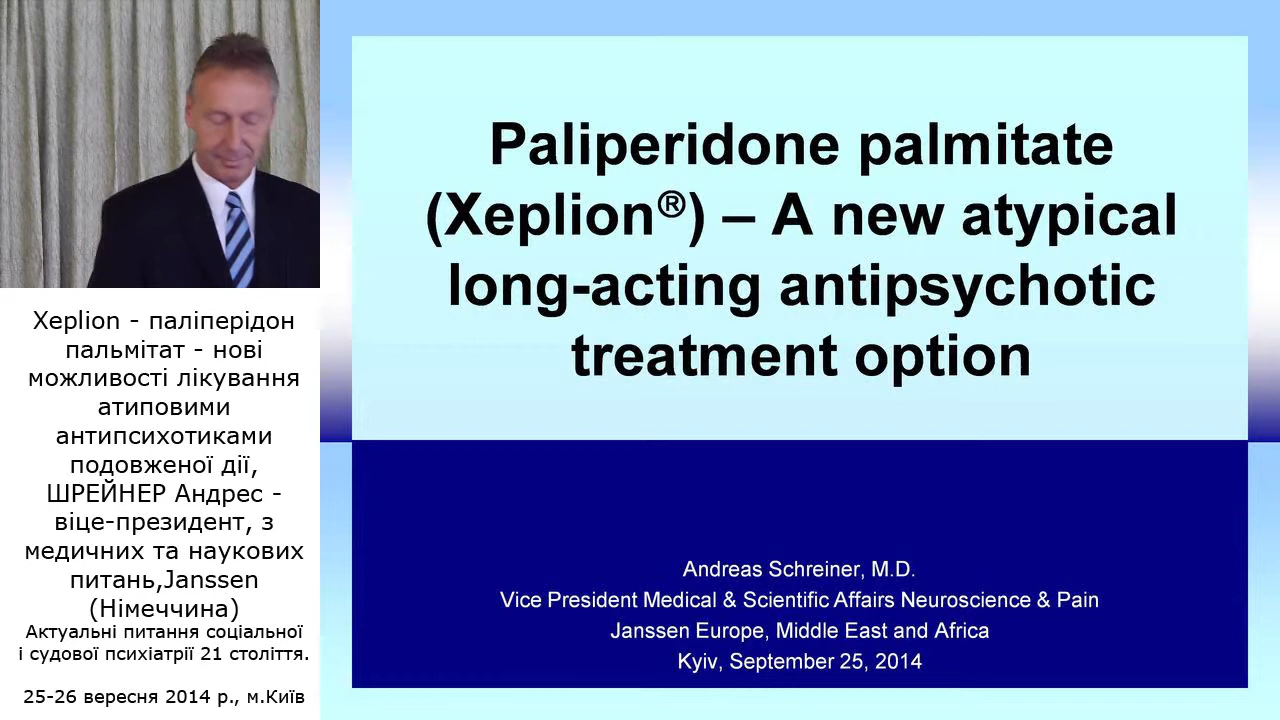 Paliperidone palmitate
(Xeplion®) – A new atypical
long-acting antipsychotic
treatment option
Andreas Schreiner, M.D.
Vice President Medical & Scientific Affairs Neuroscience & Pain
Janssen Europe, Middle East and Africa
Kyiv, September 25, 2014
Xeplion - паліперідон
пальмітат - нові
можливості лікування
атиповими
антипсихотиками
подовженої дії,
ШРЕЙНЕР Андрес -
віце-президент, з
медичних та наукових
питань,Janssen
(Німеччина)
Актуальні питання соціальної
і судової психіатрії 21 століття.
25-26 вересня 2014 р., м.Київ